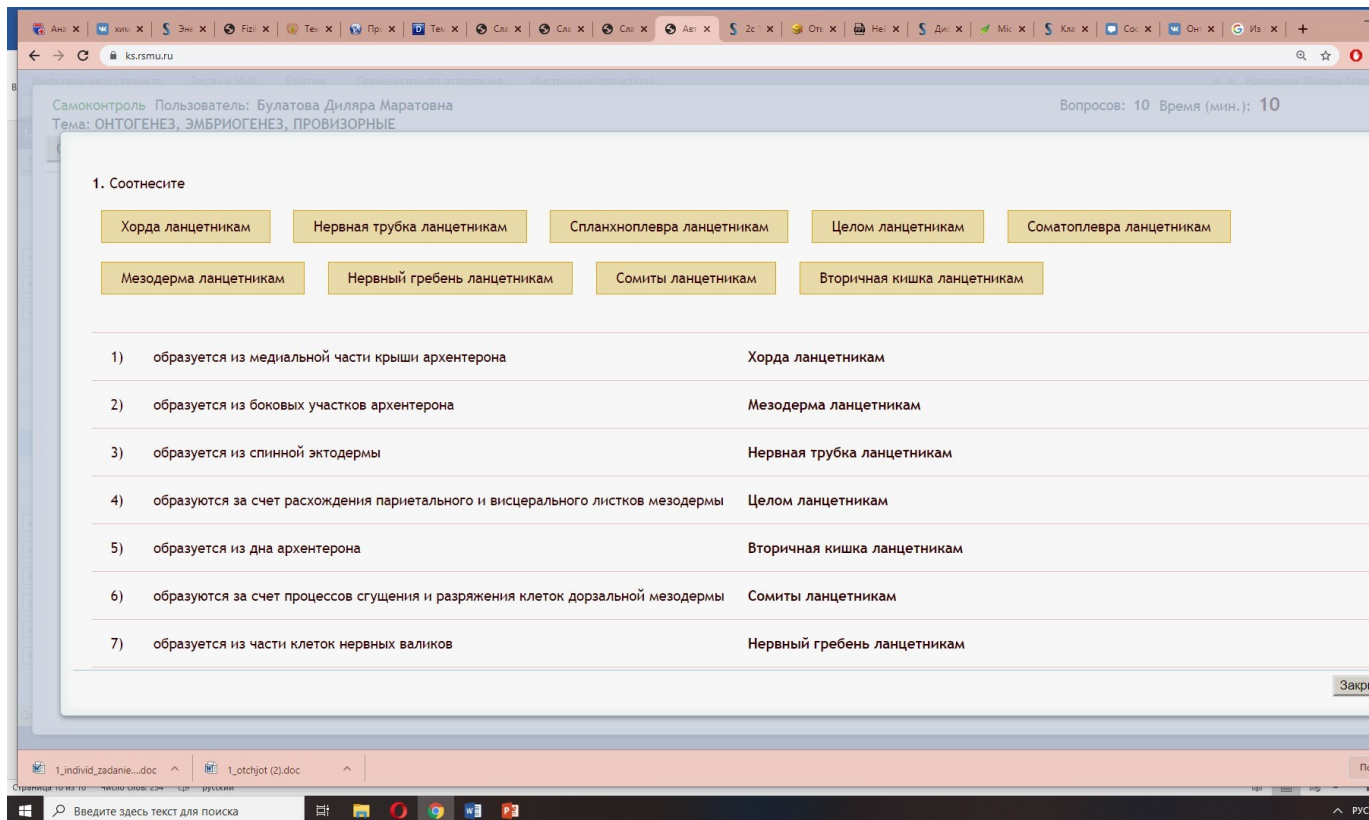 ks.rsmu.ru
Самоконтроль Пользователь: Булатова Диляра Маратовна
Вопросов: 10 Время (мин.): 10
Тема: ОНТОГЕНЕЗ, ЭМБРИОГЕНЕЗ, ПРОВИЗОРНЫЕ
1. Соотнесите
Хорда ланцетникам Нервная трубка ланцетникам Спланхноплевра ланцетникам Целом ланцетникам Соматоплевра ланцетникам
Мезодерма ланцетникам Нервный гребень ланцетникам Сомиты ланцетникам Вторичная кишка ланцетникам
1) образуется из медиальной части крыши архентерона Хорда ланцетникам
2) образуется из боковых участков архентерона Мезодерма ланцетникам
3) образуется из спинной эктодермы Нервная трубка ланцетникам
4) образуются за счет расхождения париетального и висцерального листков мезодермы Целом ланцетникам
5) образуется из дна архентерона Вторичная кишка ланцетникам
6) образуются за счет процессов сгущения и разряжения клеток дорзальной мезодермы Сомиты ланцетникам
7) образуется из части клеток нервных валиков Нервный гребень ланцетникам
Закр
1_individ_zadanie....doc 1_otchjot (2).doc
Введите здесь текст для поиска
РУС